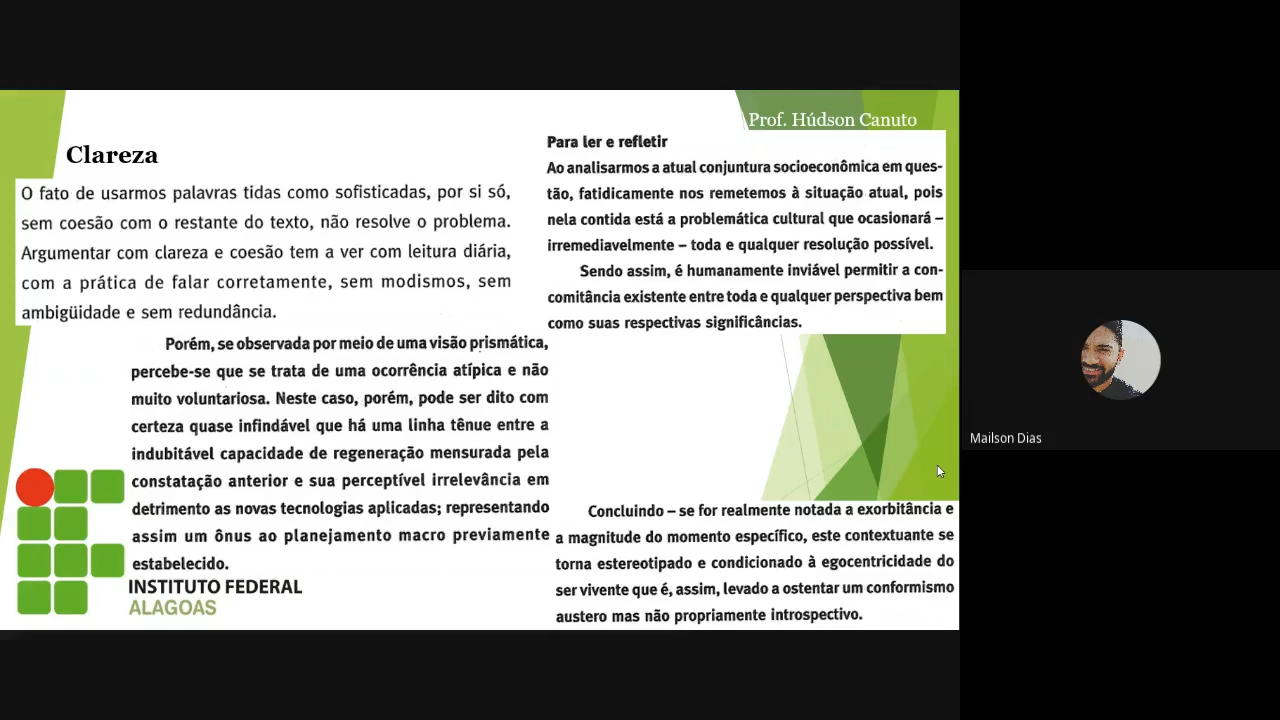 Prof. Húdson Canuto
Clareza
O fato de usarmos palavras tidas como sofisticadas, por si só,
sem coesão com o restante do texto, não resolve o problema.
Argumentar com clareza e coesão tem a ver com leitura diária,
com a prática de falar corretamente, sem modismos, sem
ambigüidade e sem redundância.
Para ler e refletir
Ao analisarmos a atual conjuntura socioeconômica em ques-
tão, fatidicamente nos remetemos à situação atual, pois
nela contida está a problemática cultural que ocasionará –
irremediavelmente – toda e qualquer resolução possível.
Sendo assim, é humanamente inviável permitir a con-
comitância existente entre toda e qualquer perspectiva bem
como suas respectivas significâncias.
Porém, se observada por meio de uma visão prismática,
percebe-se que se trata de uma ocorrência atípica e não
muito voluntariosa. Neste caso, porém, pode ser dito com
certeza quase infindável que há uma linha tênue entre a
indubitável capacidade de regeneração mensurada pela
constatação anterior e sua perceptível irrelevância em
detrimento as novas tecnologias aplicadas; representando
assim um ônus ao planejamento macro previamente
estabelecido.
Concluindo – se for realmente notada a exorbitância e
a magnitude do momento específico, este contextuante se
torna estereotipado e condicionado à egocentricidade do
ser vivente que é, assim, levado a ostentar um conformismo
austero mas não propriamente introspectivo.
INSTITUTO FEDERAL
ALAGOAS
Mailson Dias